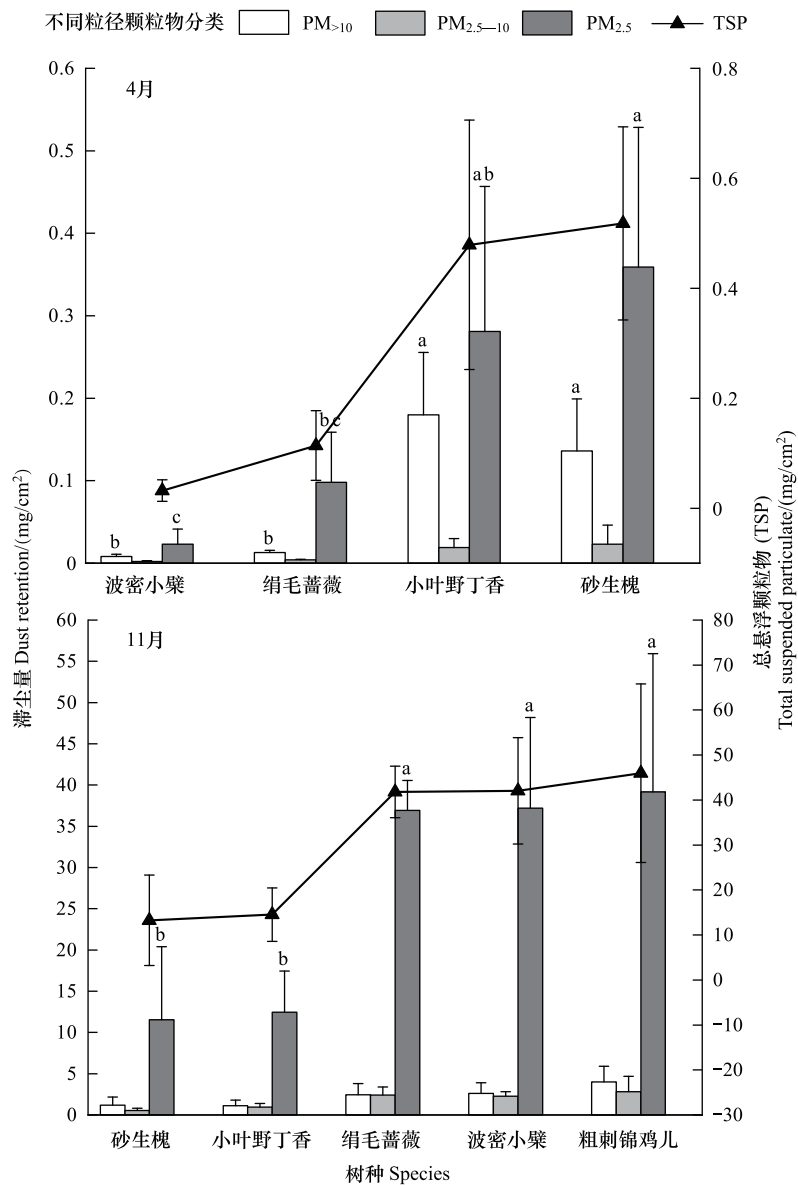 不同粒径颗粒物分类 PM>10 PM2.5—10 PM2.5 TSP
4月
0.6
0.5
0.4
0.3
0.2
0.1
0
0.8
0.6
0.4
0.2
0
b
c
b
b c
a
a b
a
a
波密小檗 绢毛蔷薇 小叶野丁香 砂生槐
滞尘量 Dust retention/(mg/cm2)
总悬浮颗粒物 (TSP)
Total suspended particulate/(mg/cm2)
11月
60
55
50
45
40
35
30
25
20
15
10
5
0
80
70
60
50
40
30
20
10
0
−10
−20
−30
b
b
a
a
a
砂生槐 小叶野丁香 绢毛蔷薇 波密小檗 粗刺锦鸡儿
树种 Species